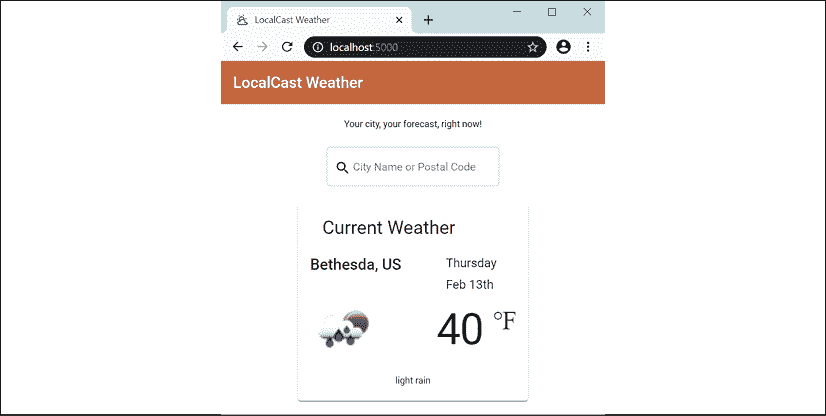 LocalCast Weather
localhost:5000
LocalCast Weather
Your city, your forecast, right now!
City Name or Postal Code
Current Weather
Bethesda, US
Thursday
Feb 13th
40 °F
light rain